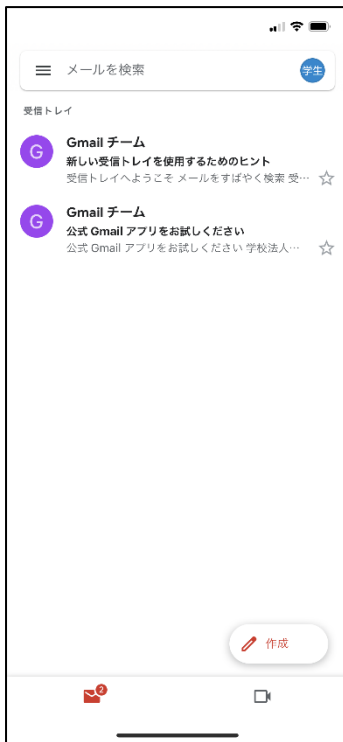 メールを検索
学生
受信トレイ
G
Gmail チーム
新しい受信トレイを使用するためのヒント
受信トレイへようこそ メールをすばやく検索 受…
G
Gmail チーム
公式 Gmail アプリをお試しください
公式 Gmail アプリをお試しください 学校法人…
作成
2